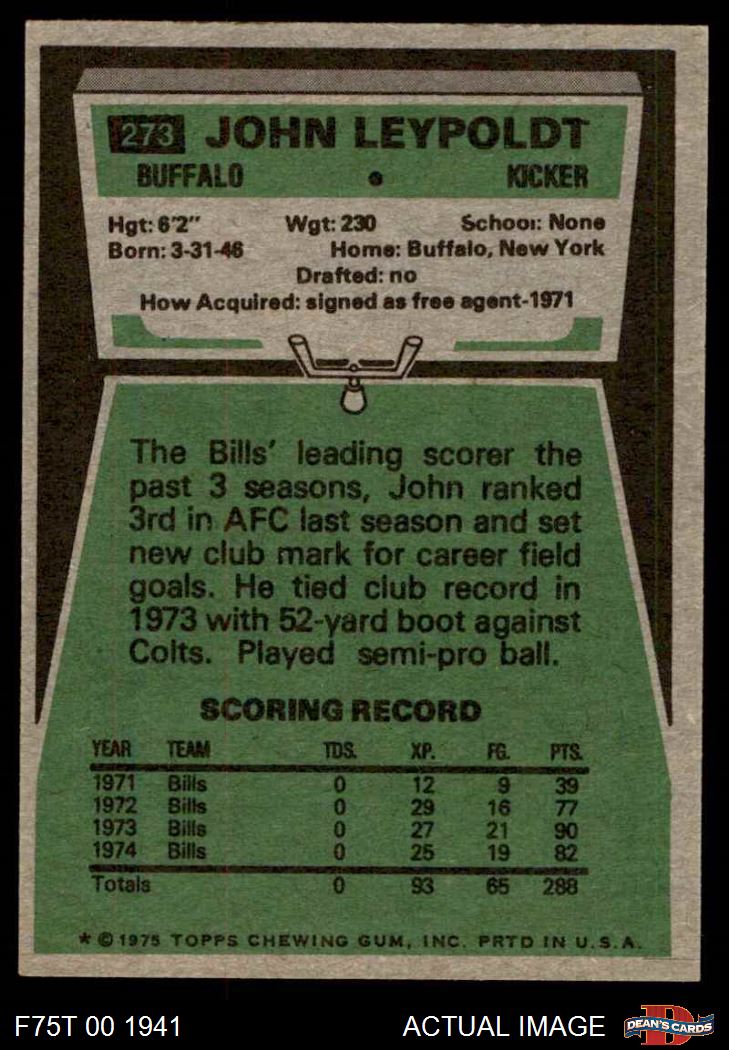 273 JOHN LEYPOLDT
BUFFALO • KICKER
Hgt: 6'2" Wgt: 230 School: None
Born: 3-31-46 Home: Buffalo, New York
Drafted: no
How Acquired: signed as free agent-1971
The Bills' leading scorer the
past 3 seasons, John ranked
3rd in AFC last season and set
new club mark for career field
goals. He tied club record in
1973 with 52-yard boot against
Colts. Played semi-pro ball.
SCORING RECORD
YEAR TEAM TDS. XP. FG. PTS.
1971 Bills 0 12 9 39
1972 Bills 0 29 16 77
1973 Bills 0 27 21 90
1974 Bills 0 25 19 82
Totals 0 93 65 288
* © 1975 TOPPS CHEWING GUM, INC. PRTD IN U.S.A.
F75T 00 1941 ACTUAL IMAGE D DEAN'S CARDS